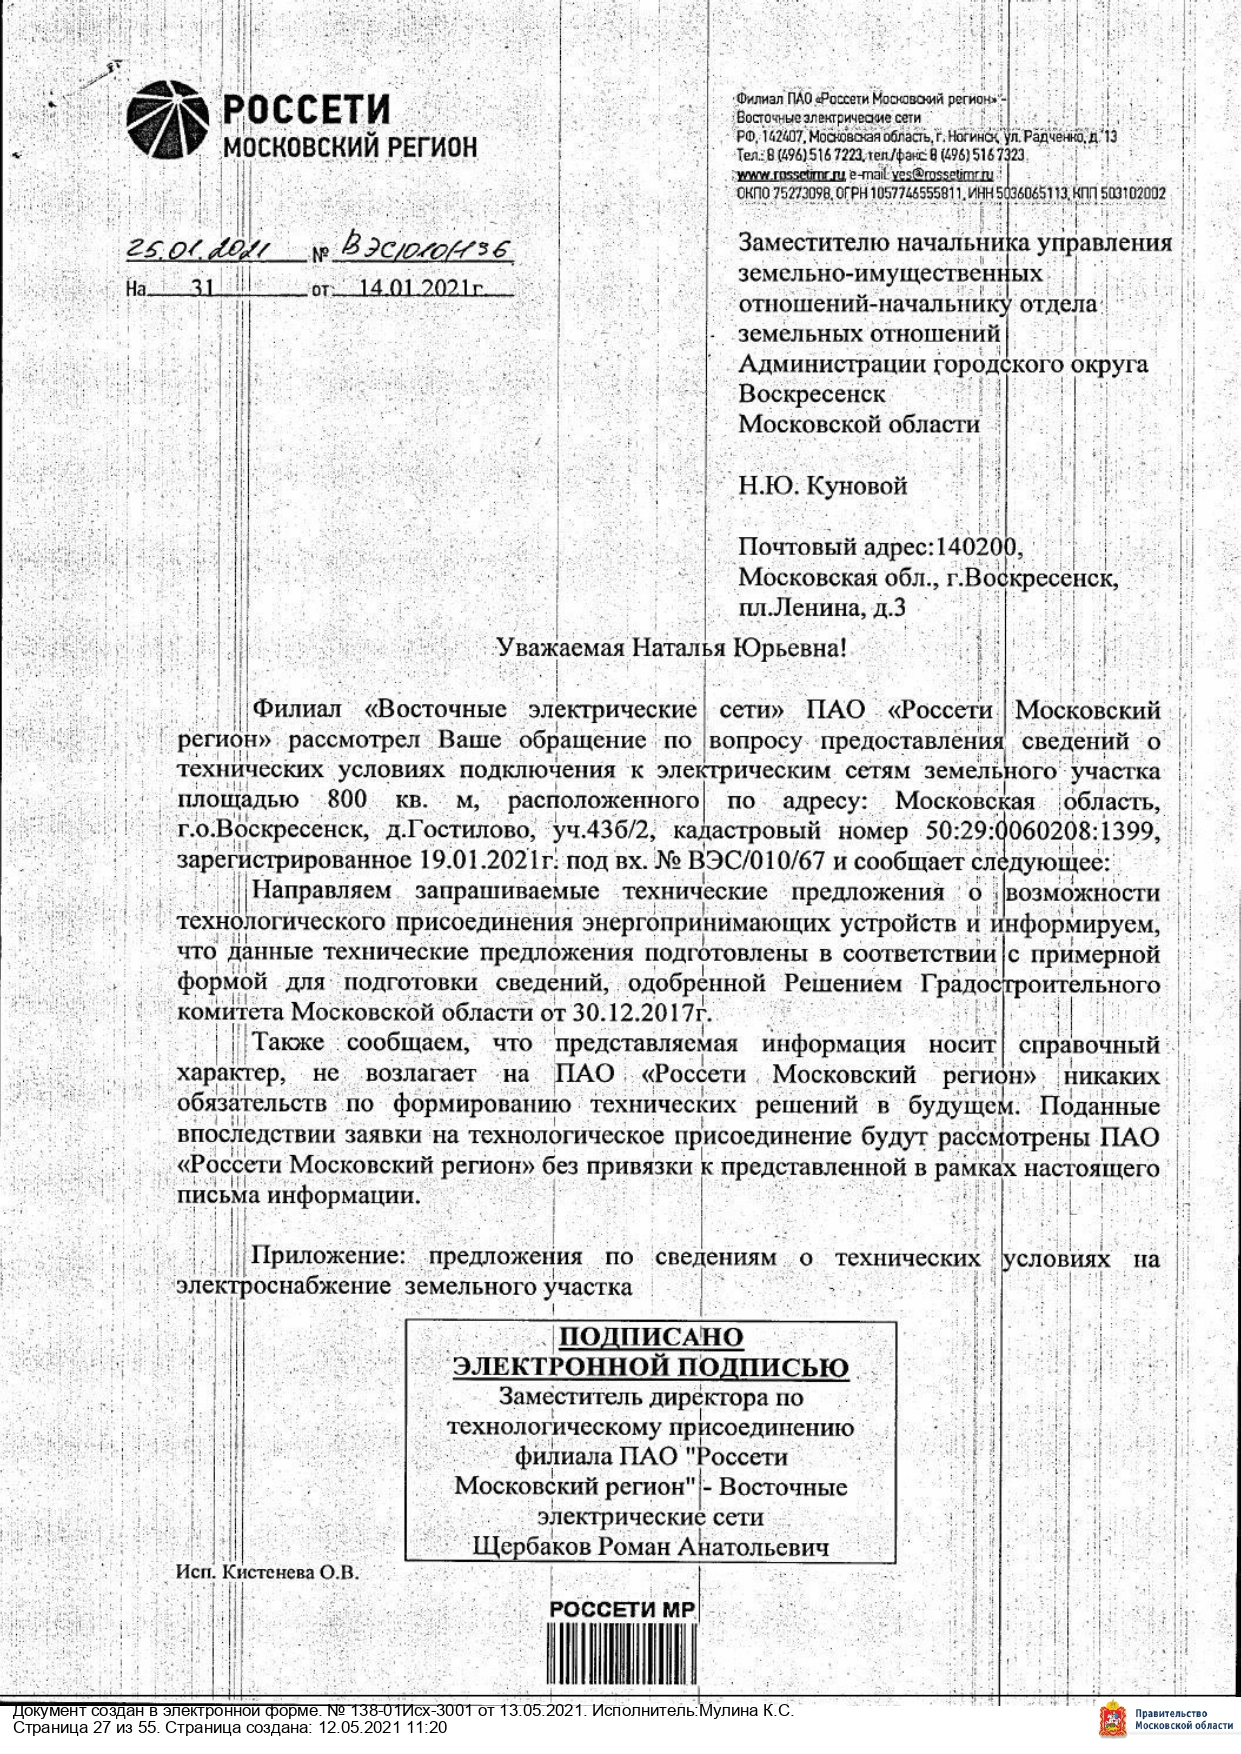 РОССЕТИ
МОСКОВСКИЙ РЕГИОН
Филиал ПАО «Россети Московский регион» -
Восточные электрические сети
РФ, 142407, Московская область, г. Ногинск, ул. Радченко, д. 13
Тел.: 8 (496) 516 7223, тел./факс: 8 (496) 516 7323
www.rossetimr.ru, e-mail: ves@rossetimr.ru
ОКПО 75273098, ОГРН 1057746555811, ИНН 5036065113, КПП 503102002
25.01.2021 № ВЭС/010/136
На 31 от 14.01.2021г.
Заместителю начальника управления
земельно-имущественных
отношений-начальнику отдела
земельных отношений
Администрации городского округа
Воскресенск
Московской области
Н.Ю. Куновой
Почтовый адрес:140200,
Московская обл., г.Воскресенск,
пл.Ленина, д.3
Уважаемая Наталья Юрьевна!
Филиал «Восточные электрические сети» ПАО «Россети Московский
регион» рассмотрел Ваше обращение по вопросу предоставления сведений о
технических условиях подключения к электрическим сетям земельного участка
площадью 800 кв. м, расположенного по адресу: Московская область,
г.о.Воскресенск, д.Гостилово, уч.43б/2, кадастровый номер 50:29:0060208:1399,
зарегистрированное 19.01.2021г. под вх. № ВЭС/010/67 и сообщает следующее:
Направляем запрашиваемые технические предложения о возможности
технологического присоединения энергопринимающих устройств и информируем,
что данные технические предложения подготовлены в соответствии с примерной
формой для подготовки сведений, одобренной Решением Градостроительного
комитета Московской области от 30.12.2017г.
Также сообщаем, что представляемая информация носит справочный
характер, не возлагает на ПАО «Россети Московский регион» никаких
обязательств по формированию технических решений в будущем. Поданные
впоследствии заявки на технологическое присоединение будут рассмотрены ПАО
«Россети Московский регион» без привязки к представленной в рамках настоящего
письма информации.
Приложение: предложения по сведениям о технических условиях на
электроснабжение земельного участка
ПОДПИСАНО
ЭЛЕКТРОННОЙ ПОДПИСЬЮ
Заместитель директора по
технологическому присоединению
филиала ПАО "Россети
Московский регион" - Восточные
электрические сети
Щербаков Роман Анатольевич
Исп. Кистенева О.В.
РОССЕТИ МР
Документ создан в электронной форме. № 138-01Исх-3001 от 13.05.2021. Исполнитель:Мулина К.С.
Страница 27 из 55. Страница создана: 12.05.2021 11:20
Правительство
Московской области